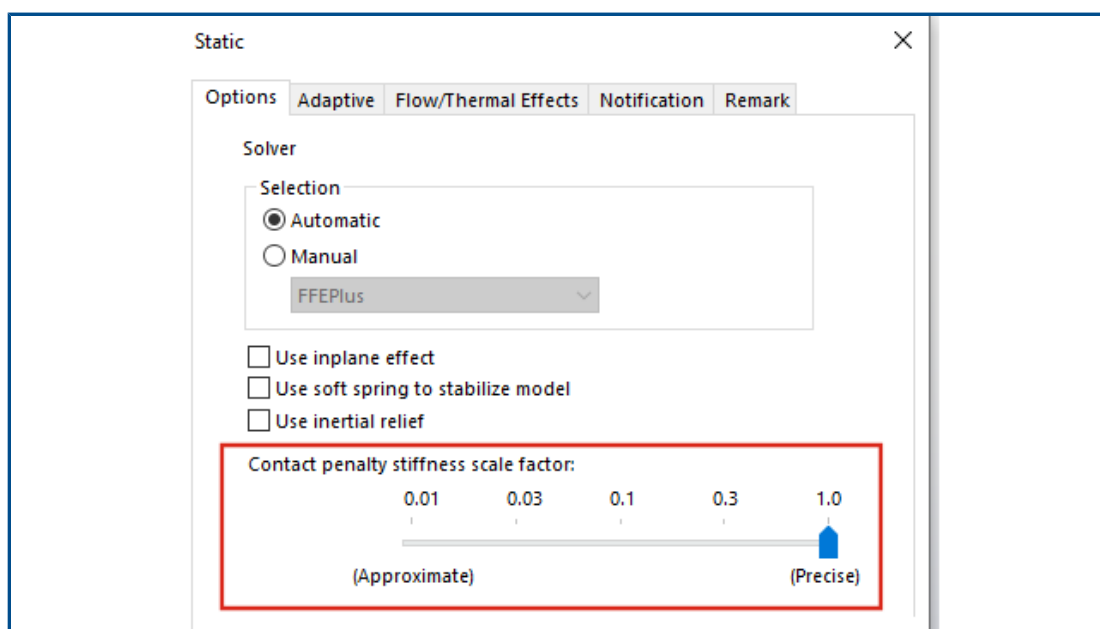 Static
Options Adaptive Flow/Thermal Effects Notification Remark
Solver
Selection
Automatic
Manual
FFEPlus
Use inplane effect
Use soft spring to stabilize model
Use inertial relief
Contact penalty stiffness scale factor:
0.01 0.03 0.1 0.3 1.0
(Approximate) (Precise)